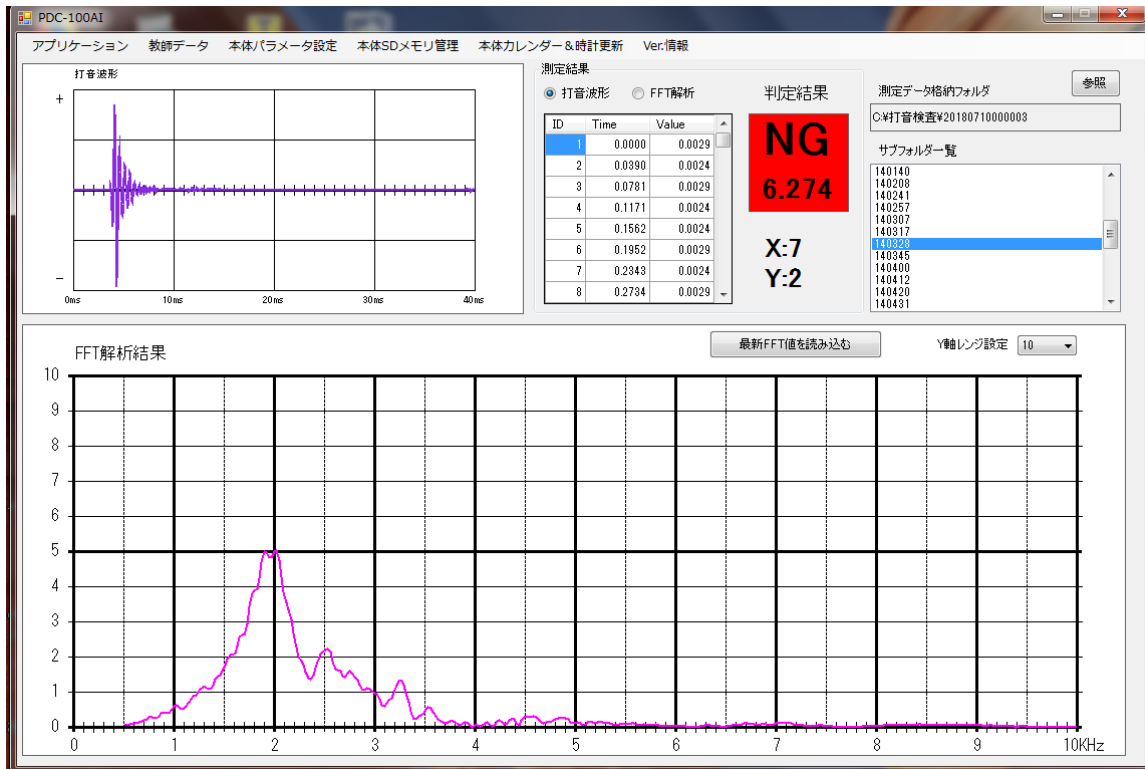 PDC-100AI
アプリケーション 教師データ 本体パラメータ設定 本体SDメモリ管理 本体カレンダー＆時計更新 Ver.情報
打音波形
+
−
0ms 10ms 20ms 30ms 40ms
測定結果
打音波形 FFT解析
ID Time Value
1 0.0000 0.0029
2 0.0390 0.0024
3 0.0781 0.0029
4 0.1171 0.0024
5 0.1562 0.0024
6 0.1952 0.0029
7 0.2343 0.0024
8 0.2734 0.0029
判定結果
NG
6.274
X:7
Y:2
測定データ格納フォルダ 参照
C:¥打音検査¥20180710000003
サブフォルダ一覧
140140
140208
140241
140257
140307
140317
140328
140345
140400
140412
140420
140431
FFT解析結果 最新FFT値を読み込む Y軸レンジ設定 10
10
9
8
7
6
5
4
3
2
1
0
0 1 2 3 4 5 6 7 8 9 10KHz